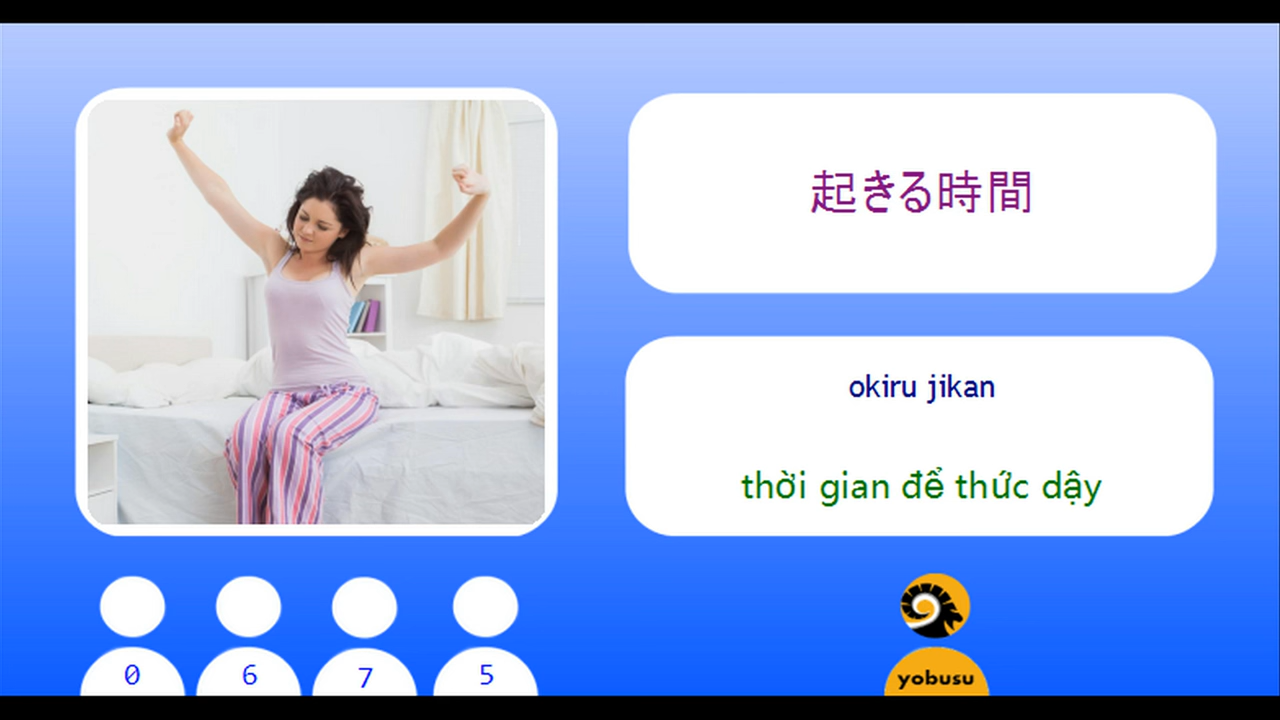 起きる時間
okiru jikan
thời gian để thức dậy
0 6 7 5
yobusu